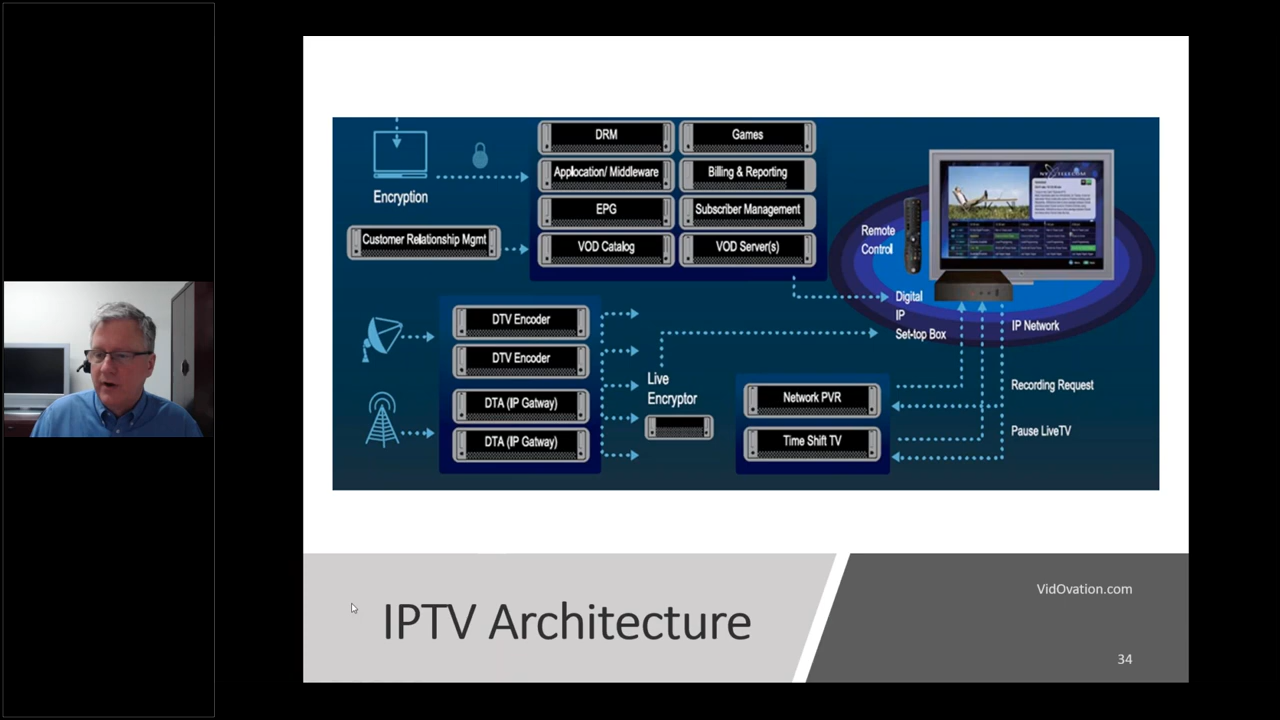 DRM
Games
Encryption
Applocation/ Middleware
Billing & Reporting
EPG
Subscriber Management
Customer Relationship Mgmt
VOD Catalog
VOD Server(s)
Remote
Control
Digital
IP
Set-top Box
IP Network
DTV Encoder
DTV Encoder
DTA (IP Gatway)
DTA (IP Gatway)
Live
Encryptor
Network PVR
Time Shift TV
Recording Request
Pause LiveTV
IPTV Architecture
VidOvation.com
34